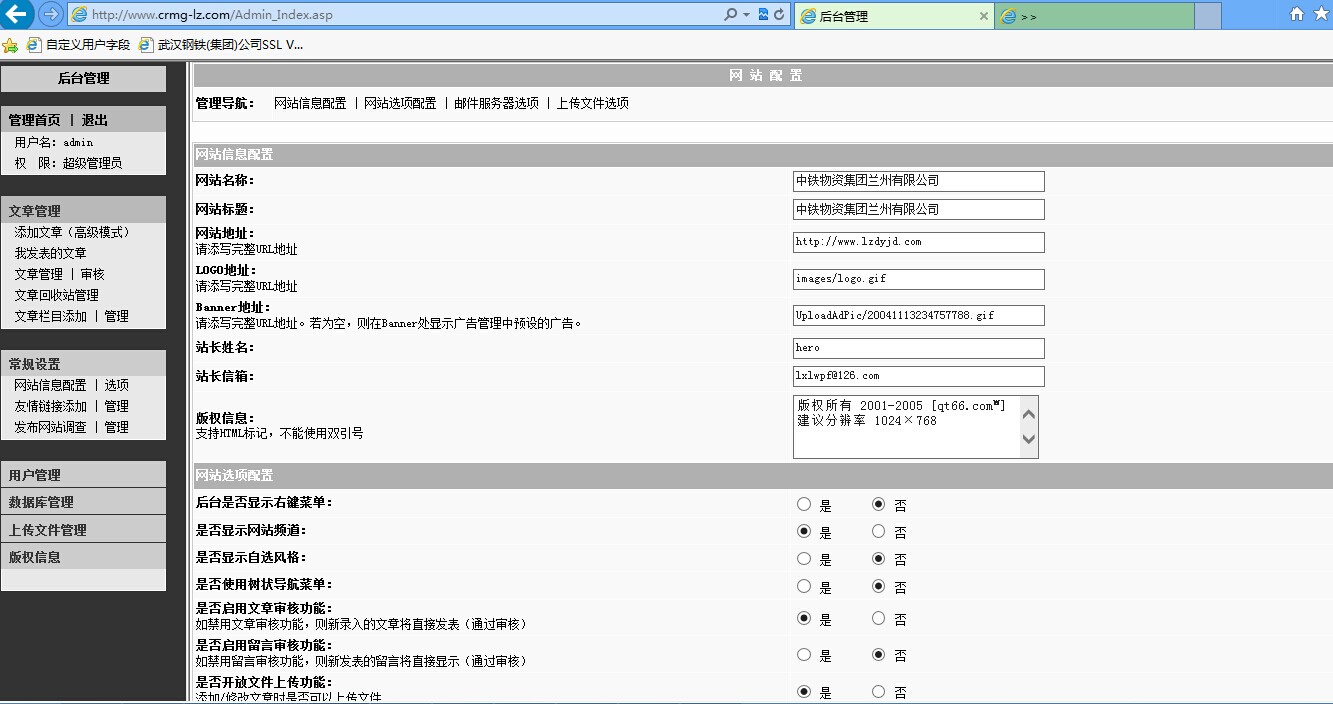 http://www.crmg-lz.com/Admin_Index.asp
后台管理
>>
自定义用户字段
武汉钢铁(集团)公司SSL V...
后台管理
管理首页 | 退出
用户名：admin
权 限：超级管理员
文章管理
添加文章（高级模式）
我发表的文章
文章管理 | 审核
文章回收站管理
文章栏目添加 | 管理
常规设置
网站信息配置 | 选项
友情链接添加 | 管理
发布网站调查 | 管理
用户管理
数据库管理
上传文件管理
版权信息
网 站 配 置
管理导航： 网站信息配置 | 网站选项配置 | 邮件服务器选项 | 上传文件选项
网站信息配置
网站名称： 中铁物资集团兰州有限公司
网站标题： 中铁物资集团兰州有限公司
网站地址： http://www.lzdyjd.com
请添写完整URL地址
LOGO地址： images/logo.gif
请添写完整URL地址
Banner地址： UploadAdPic/20041113234757788.gif
请添写完整URL地址。若为空，则在Banner处显示广告管理中预设的广告。
站长姓名： hero
站长信箱： lxlwpf@126.com
版权信息：
支持HTML标记，不能使用双引号
版权所有 2001-2005 [qt66.com™]
建议分辨率 1024×768
网站选项配置
后台是否显示右键菜单： 是 否
是否显示网站频道： 是 否
是否显示自选风格： 是 否
是否使用树状导航菜单： 是 否
是否启用文章审核功能： 是 否
如禁用文章审核功能，则新录入的文章将直接发表（通过审核）
是否启用留言审核功能： 是 否
如禁用留言审核功能，则新发表的留言将直接显示（通过审核）
是否开放文件上传功能： 是 否
添加/修改文章时是否可以上传文件